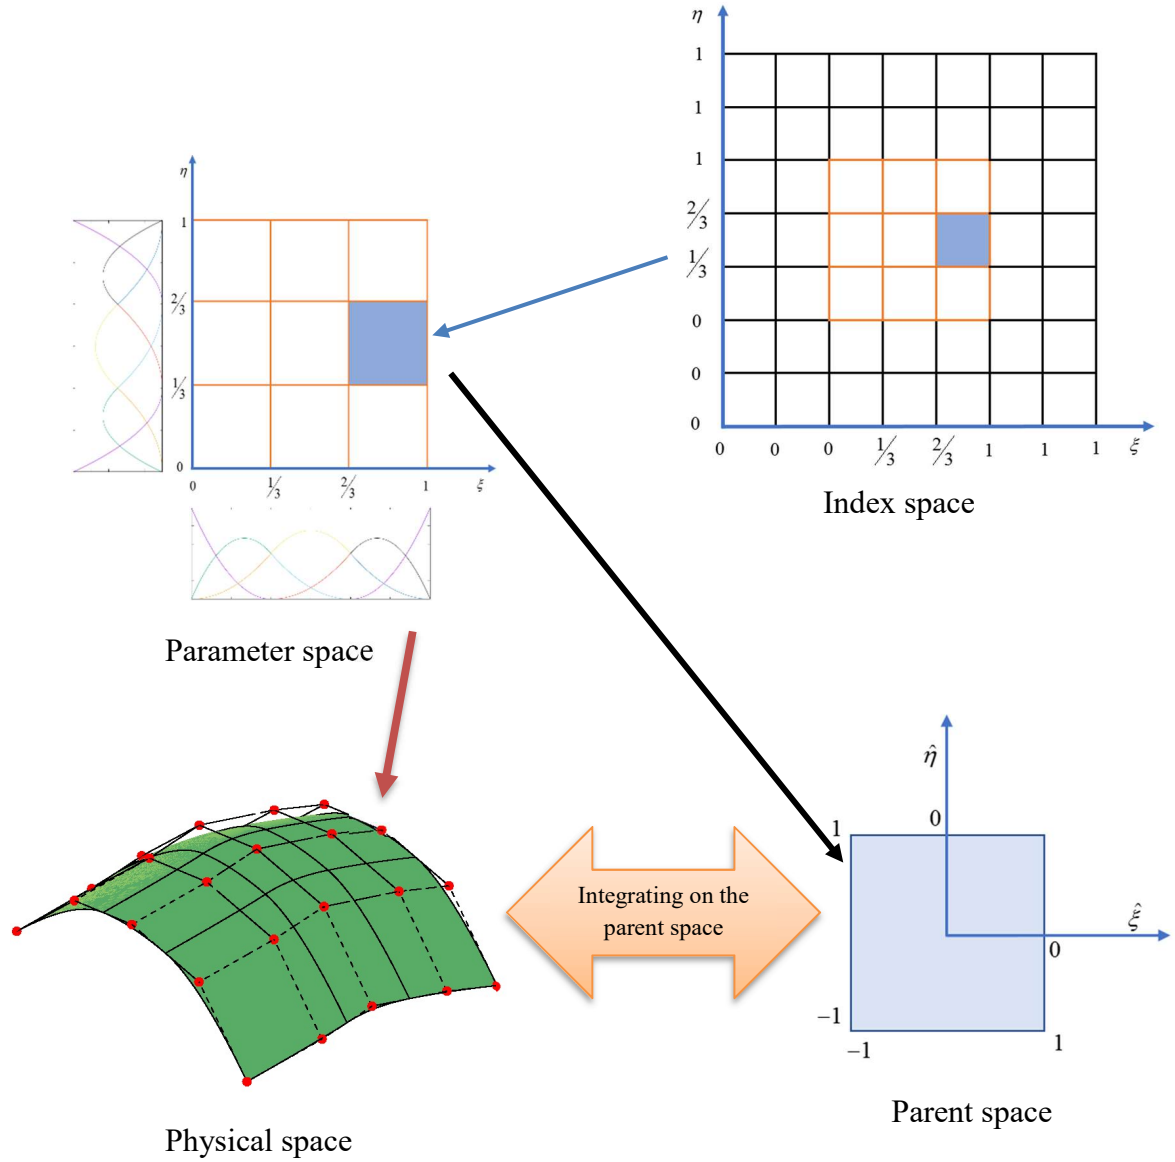 η
1
1
1
2/3
1/3
0
0
0
0 0 0 1/3 2/3 1 1 1 ξ
Index space
η
1
2/3
1/3
0
0 1/3 2/3 1 ξ
Parameter space
Physical space
Integrating on the
parent space
η̂
0
1
ξ̂
0
−1
−1 1
Parent space